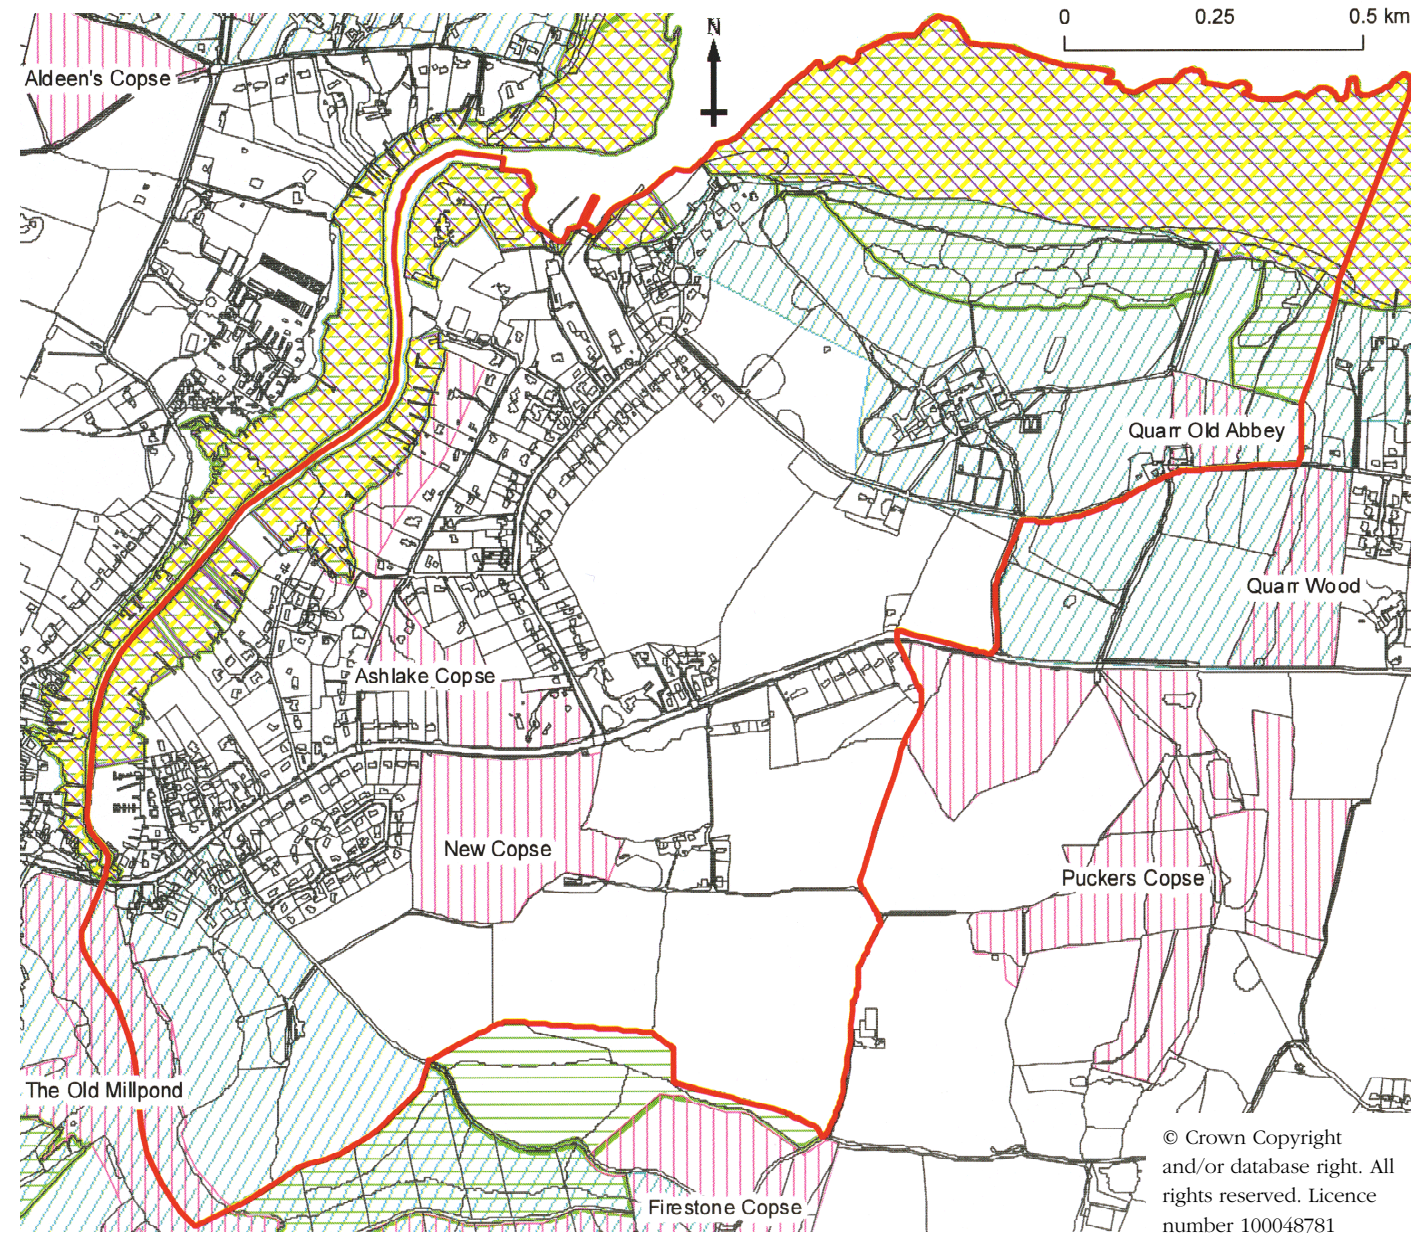 N
0 0.25 0.5 km
Aldeen's Copse
Quarr Old Abbey
Quarr Wood
Ashlake Copse
New Copse
Puckers Copse
The Old Millpond
Firestone Copse
© Crown Copyright
and/or database right. All
rights reserved. Licence
number 100048781